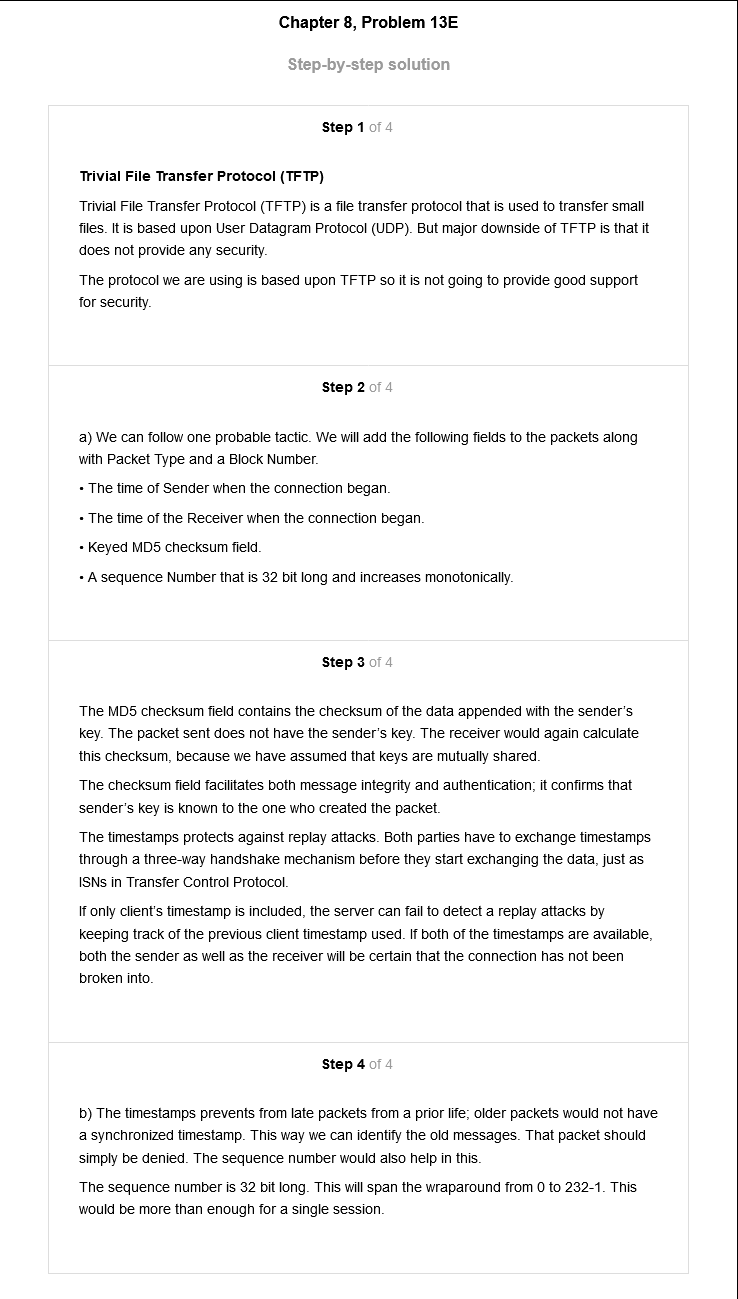 Chapter 8, Problem 13E
Step-by-step solution
Step 1 of 4
Trivial File Transfer Protocol (TFTP)
Trivial File Transfer Protocol (TFTP) is a file transfer protocol that is used to transfer small
files. It is based upon User Datagram Protocol (UDP). But major downside of TFTP is that it
does not provide any security.
The protocol we are using is based upon TFTP so it is not going to provide good support
for security.
Step 2 of 4
a) We can follow one probable tactic. We will add the following fields to the packets along
with Packet Type and a Block Number.
• The time of Sender when the connection began.
• The time of the Receiver when the connection began.
• Keyed MD5 checksum field.
• A sequence Number that is 32 bit long and increases monotonically.
Step 3 of 4
The MD5 checksum field contains the checksum of the data appended with the sender's
key. The packet sent does not have the sender's key. The receiver would again calculate
this checksum, because we have assumed that keys are mutually shared.
The checksum field facilitates both message integrity and authentication; it confirms that
sender's key is known to the one who created the packet.
The timestamps protects against replay attacks. Both parties have to exchange timestamps
through a three-way handshake mechanism before they start exchanging the data, just as
ISNs in Transfer Control Protocol.
If only client's timestamp is included, the server can fail to detect a replay attacks by
keeping track of the previous client timestamp used. If both of the timestamps are available,
both the sender as well as the receiver will be certain that the connection has not been
broken into.
Step 4 of 4
b) The timestamps prevents from late packets from a prior life; older packets would not have
a synchronized timestamp. This way we can identify the old messages. That packet should
simply be denied. The sequence number would also help in this.
The sequence number is 32 bit long. This will span the wraparound from 0 to 232-1. This
would be more than enough for a single session.